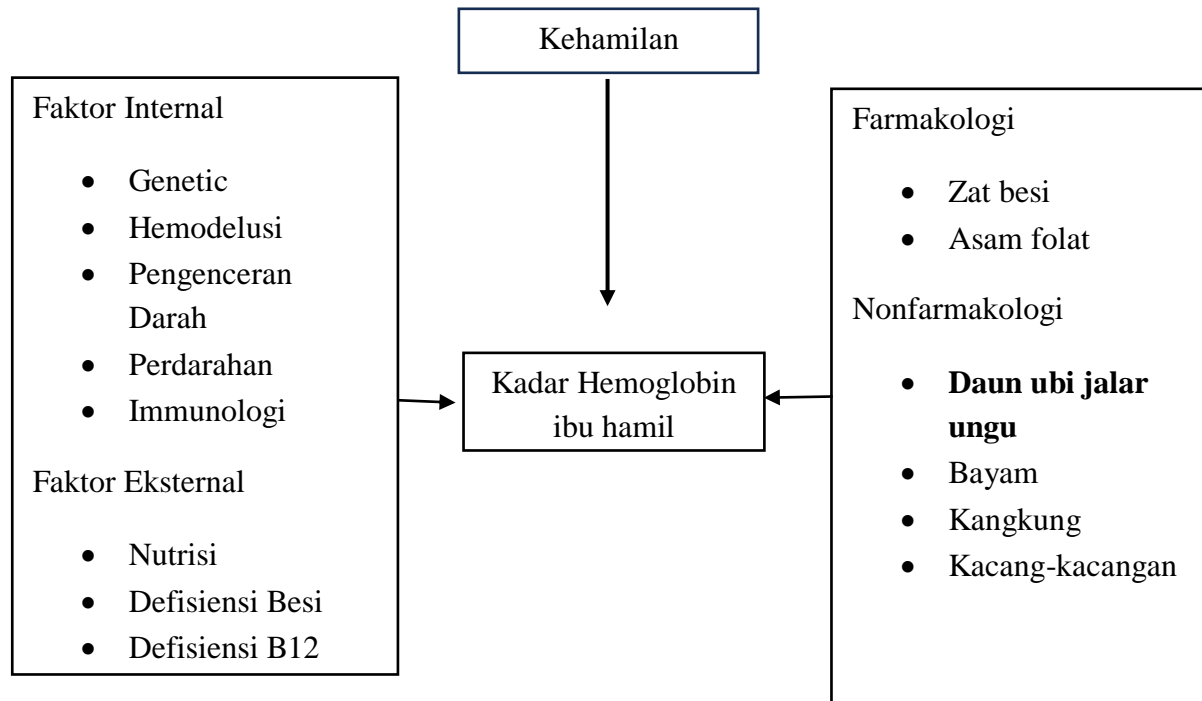 Kehamilan
Faktor Internal
• Genetic
• Hemodelusi
• Pengenceran
Darah
• Perdarahan
• Immunologi
Faktor Eksternal
• Nutrisi
• Defisiensi Besi
• Defisiensi B12
Kadar Hemoglobin
ibu hamil
Farmakologi
• Zat besi
• Asam folat
Nonfarmakologi
• Daun ubi jalar
ungu
• Bayam
• Kangkung
• Kacang-kacangan